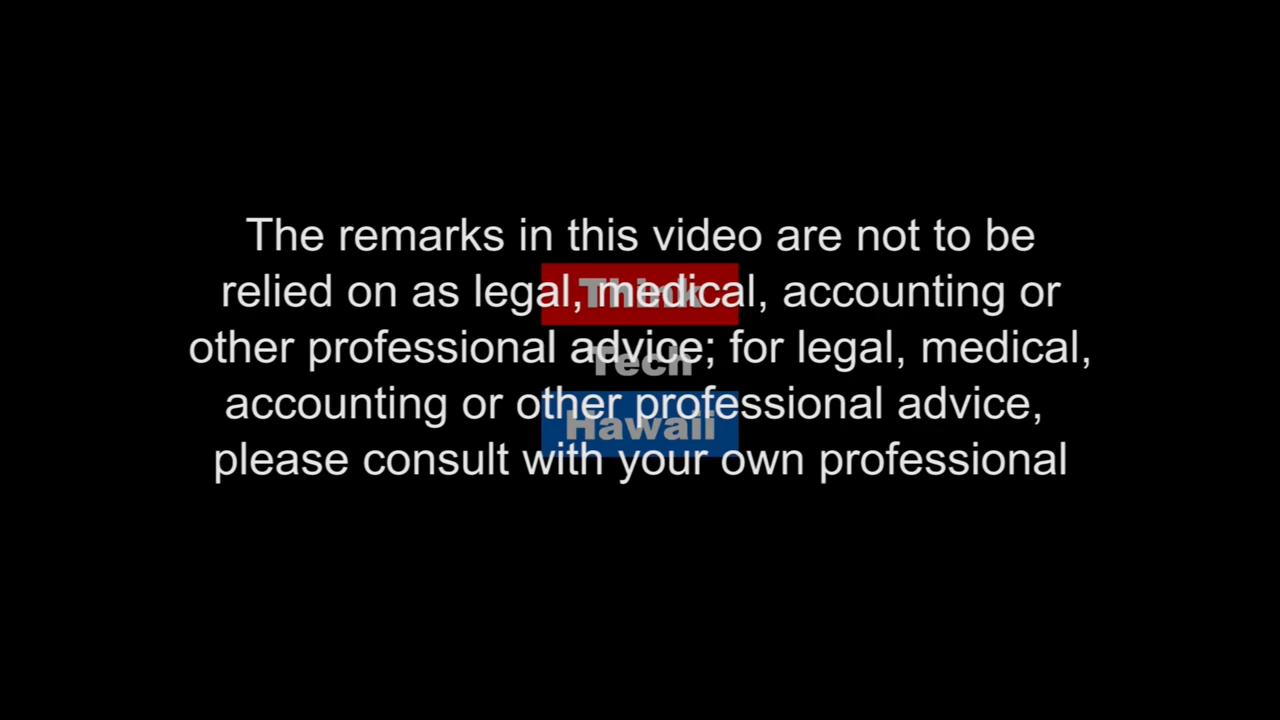 The remarks in this video are not to be
relied on as legal, medical, accounting or
other professional advice; for legal, medical,
accounting or other professional advice,
please consult with your own professional
Think
Tech
Hawaii